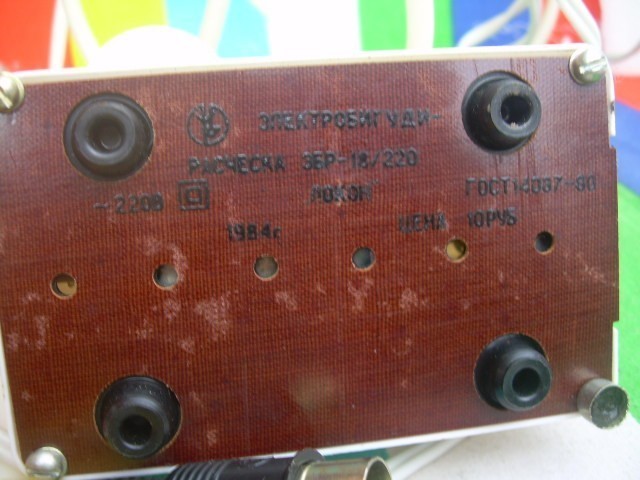 ЭЛЕКТРОБИГУДИ-
РАСЧЕСКА ЭБР-18/220
~220В "ЛОКОН" ГОСТ14087-80
1984г ЦЕНА 10РУБ